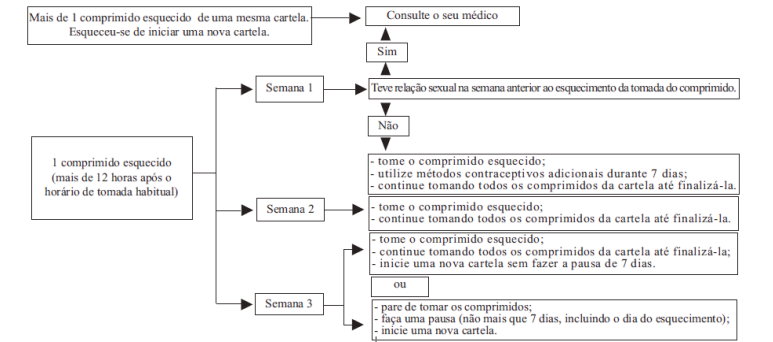 Mais de 1 comprimido esquecido de uma mesma cartela.
Esqueceu-se de iniciar uma nova cartela.
Consulte o seu médico
Sim
Semana 1
Teve relação sexual na semana anterior ao esquecimento da tomada do comprimido.
Não
1 comprimido esquecido
(mais de 12 horas após o
horário de tomada habitual)
- tome o comprimido esquecido;
- utilize métodos contraceptivos adicionais durante 7 dias;
- continue tomando todos os comprimidos da cartela até finalizá-la.
Semana 2
- tome o comprimido esquecido;
- continue tomando todos os comprimidos da cartela até finalizá-la.
- tome o comprimido esquecido;
- continue tomando todos os comprimidos da cartela até finalizá-la;
- inicie uma nova cartela sem fazer a pausa de 7 dias.
ou
Semana 3
- pare de tomar os comprimidos;
- faça uma pausa (não mais que 7 dias, incluindo o dia do esquecimento);
- inicie uma nova cartela.